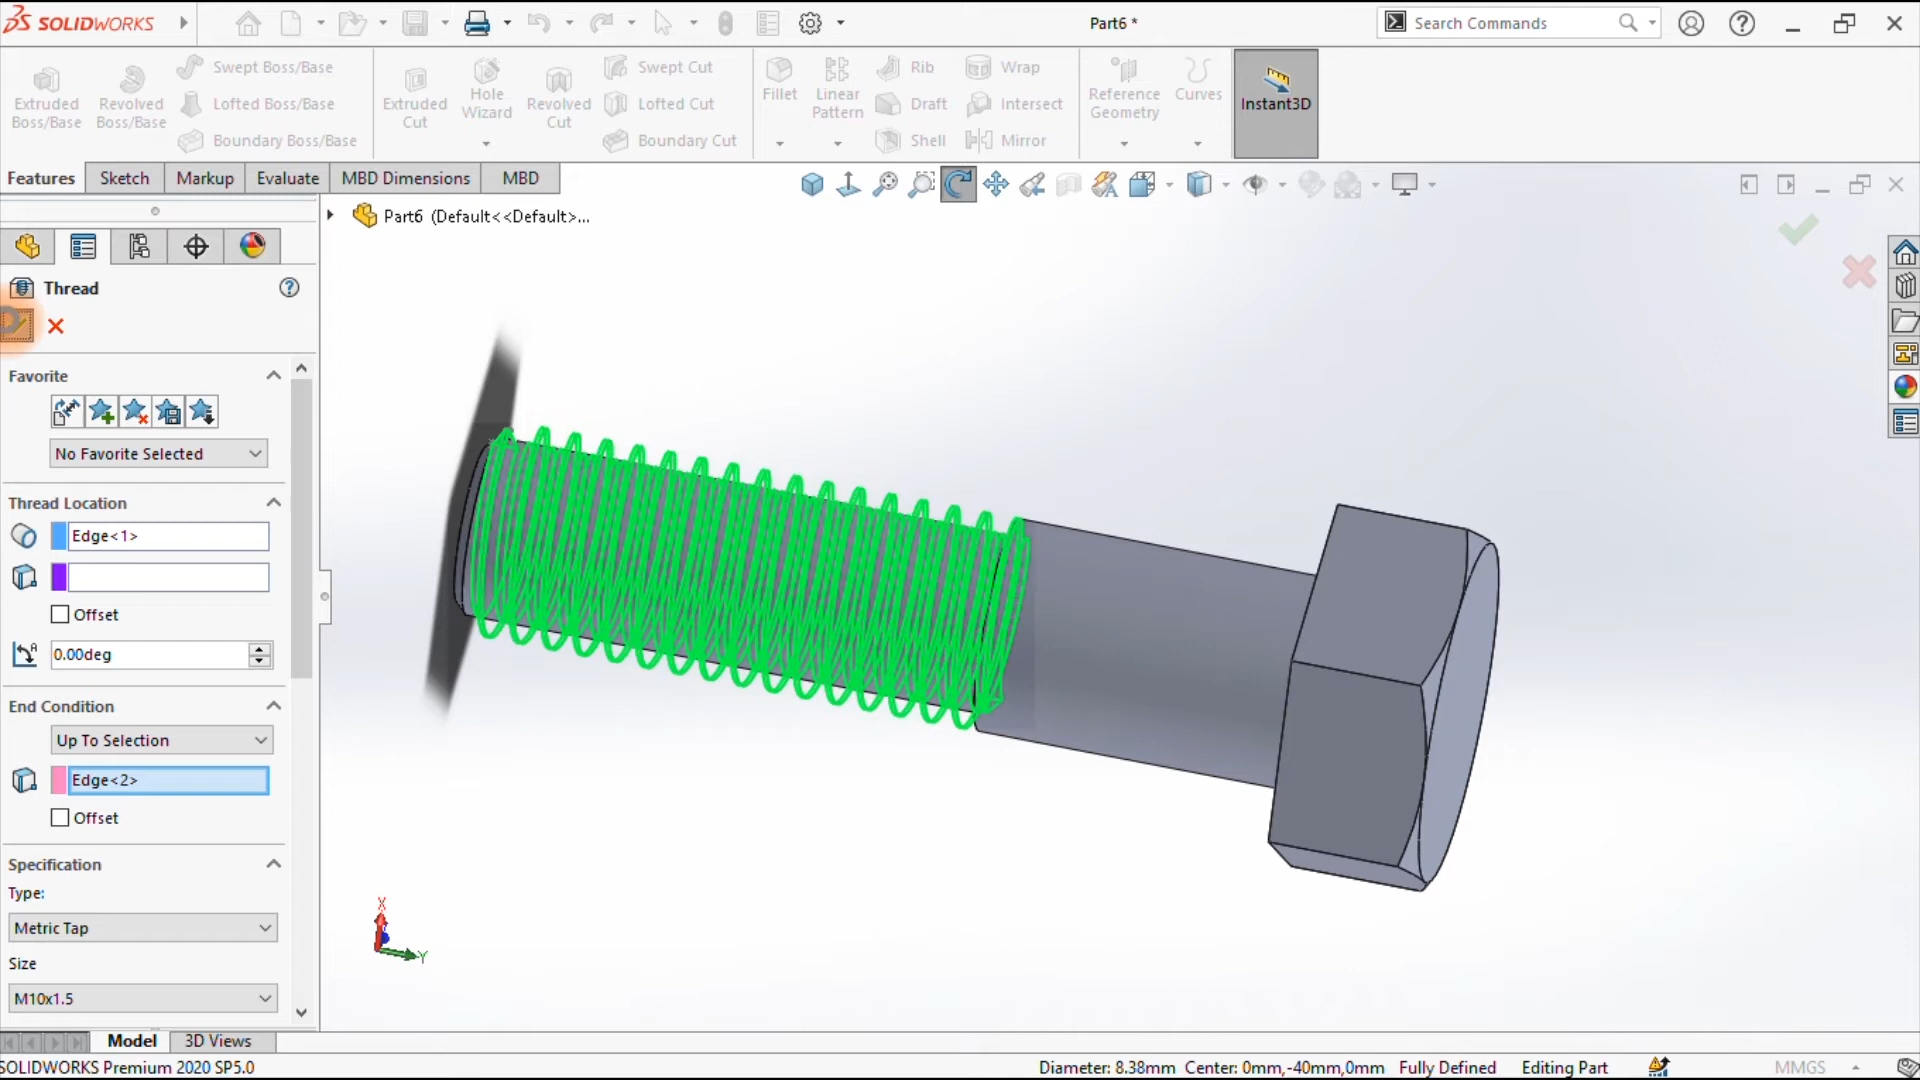 SOLIDWORKS
Part6 *
Search Commands
Extruded Boss/Base
Revolved Boss/Base
Swept Boss/Base
Lofted Boss/Base
Boundary Boss/Base
Extruded Cut
Hole Wizard
Revolved Cut
Swept Cut
Lofted Cut
Boundary Cut
Fillet
Linear Pattern
Rib
Draft
Shell
Wrap
Intersect
Mirror
Reference Geometry
Curves
Instant3D
Features
Sketch
Markup
Evaluate
MBD Dimensions
MBD
Part6 (Default<<Default>...
Thread
Favorite
No Favorite Selected
Thread Location
Edge<1>
Offset
0.00deg
End Condition
Up To Selection
Edge<2>
Offset
Specification
Type:
Metric Tap
Size
M10x1.5
X
Y
Model
3D Views
SOLIDWORKS Premium 2020 SP5.0
Diameter: 8.38mm Center: 0mm,-40mm,0mm
Fully Defined
Editing Part
MMGS